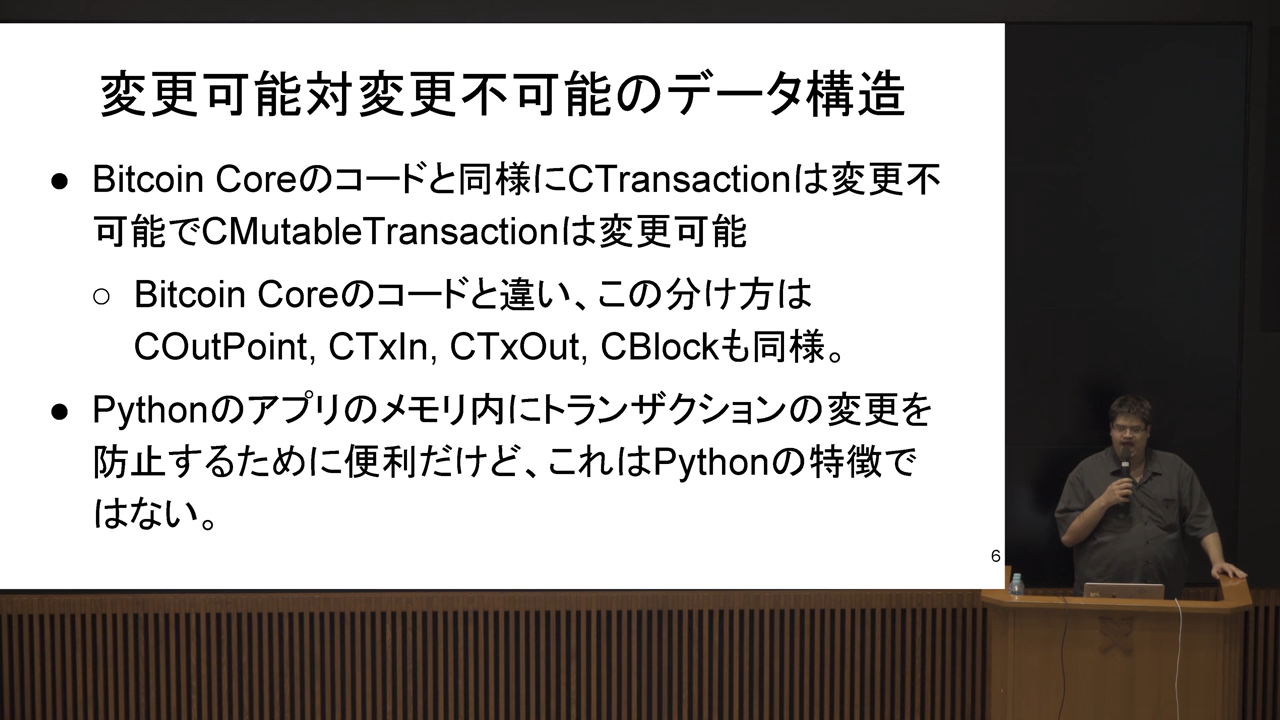 変更可能対変更不可能のデータ構造
● Bitcoin Coreのコードと同様にCTransactionは変更不
可能でCMutableTransactionは変更可能
○ Bitcoin Coreのコードと違い、この分け方は
COutPoint, CTxIn, CTxOut, CBlockも同様。
● Pythonのアプリのメモリ内にトランザクションの変更を
防止するために便利だけど、これはPythonの特徴で
はない。
6